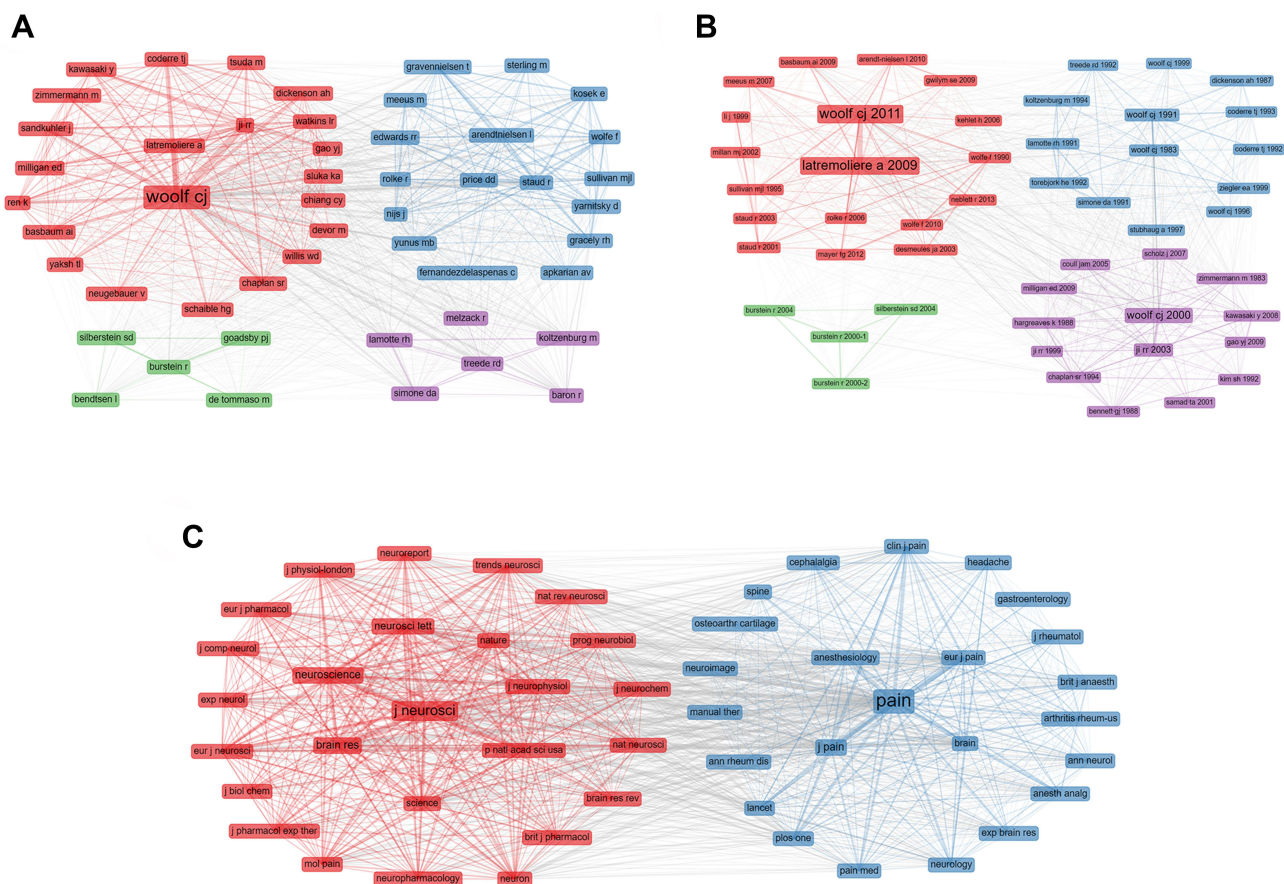 A
coderre tj
kawasaki y
tsuda m
zimmermann m
dickenson ah
sandkuhler j
ji rr
watkins lr
latremoliere a
gao yj
milligan ed
sluka ka
woolf cj
chiang cy
ren k
basbaum ai
devor m
yaksh tl
willis wd
neugebauer v
chaplan sr
schaible hg
gravennielsen t
sterling m
meeus m
kosek e
edwards rr
arendtnielsen l
wolfe f
rolke r
price dd
staud r
sullivan mjl
nijs j
yarnitsky d
yunus mb
gracely rh
fernandezdelaspenas c
apkarian av
silberstein sd
goadsby pj
burstein r
bendtsen l
de tommaso m
melzack r
lamotte rh
koltzenburg m
treede rd
simone da
baron r
B
basbaum ai 2009
arendt-nielsen l 2010
meeus m 2007
gwilym se 2009
woolf cj 2011
li j 1999
kehlet h 2006
millan mj 2002
latremoliere a 2009
wolfe f 1990
sullivan mjl 1995
neblett r 2013
staud r 2003
rolke r 2006
wolfe f 2010
staud r 2001
mayer tg 2012
desmeules ja 2003
treede rd 1992
woolf cj 1999
dickenson ah 1987
koltzenburg m 1994
woolf cj 1991
coderre tj 1993
lamotte rh 1991
woolf cj 1983
coderre tj 1992
torebjork he 1992
ziegler ea 1999
simone da 1991
woolf cj 1996
stubhaug a 1997
burstein r 2004
silberstein sd 2004
burstein r 2000-1
burstein r 2000-2
scholz j 2007
coull jam 2005
zimmermann m 1983
milligan ed 2009
woolf cj 2000
kawasaki y 2008
hargreaves k 1988
gao yj 2009
ji rr 1999
ji rr 2003
chaplan sr 1994
kim sh 1992
samad ta 2001
bennett gj 1988
C
neuroreport
j physiol-london
trends neurosci
nat rev neurosci
eur j pharmacol
neurosci lett
nature
prog neurobiol
j comp neurol
neuroscience
j neurophysiol
j neurochem
exp neurol
j neurosci
brain res
p natl acad sci usa
nat neurosci
eur j neurosci
j biol chem
science
brain res rev
j pharmacol exp ther
brit j pharmacol
mol pain
neuropharmacology
neuron
clin j pain
cephalalgia
headache
spine
gastroenterology
osteoarthr cartilage
j rheumatol
anesthesiology
eur j pain
neuroimage
brit j anaesth
pain
manual ther
arthritis rheum-us
j pain
brain
ann rheum dis
ann neurol
anesth analg
lancet
plos one
exp brain res
pain med
neurology